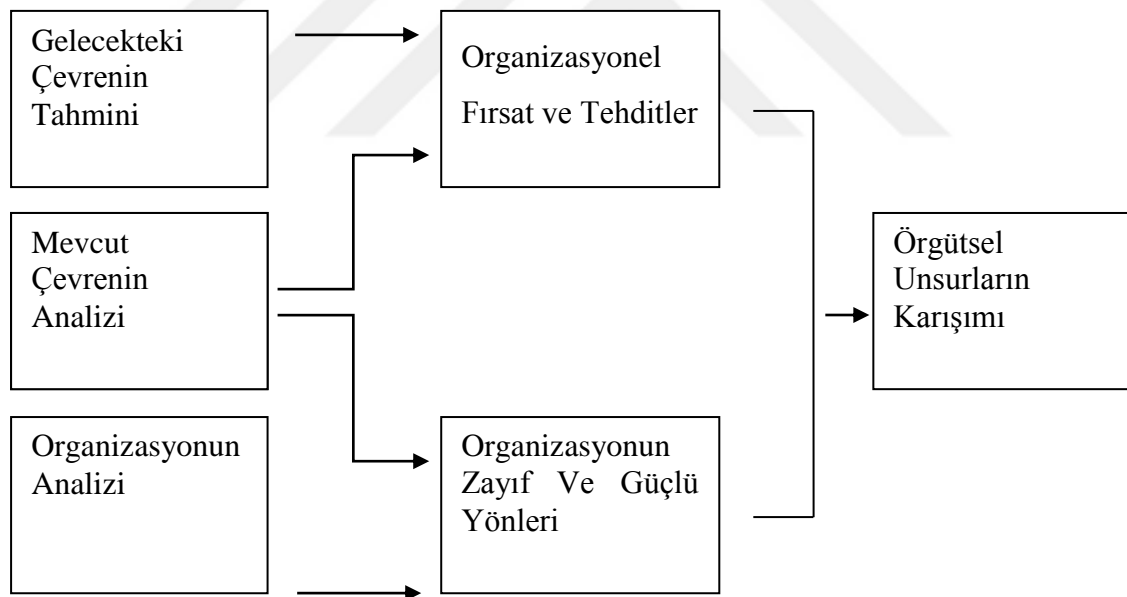 Gelecekteki
Çevrenin
Tahmini
Organizasyonel
Fırsat ve Tehditler
Mevcut
Çevrenin
Analizi
Örgütsel
Unsurların
Karışımı
Organizasyonun
Analizi
Organizasyonun
Zayıf Ve Güçlü
Yönleri